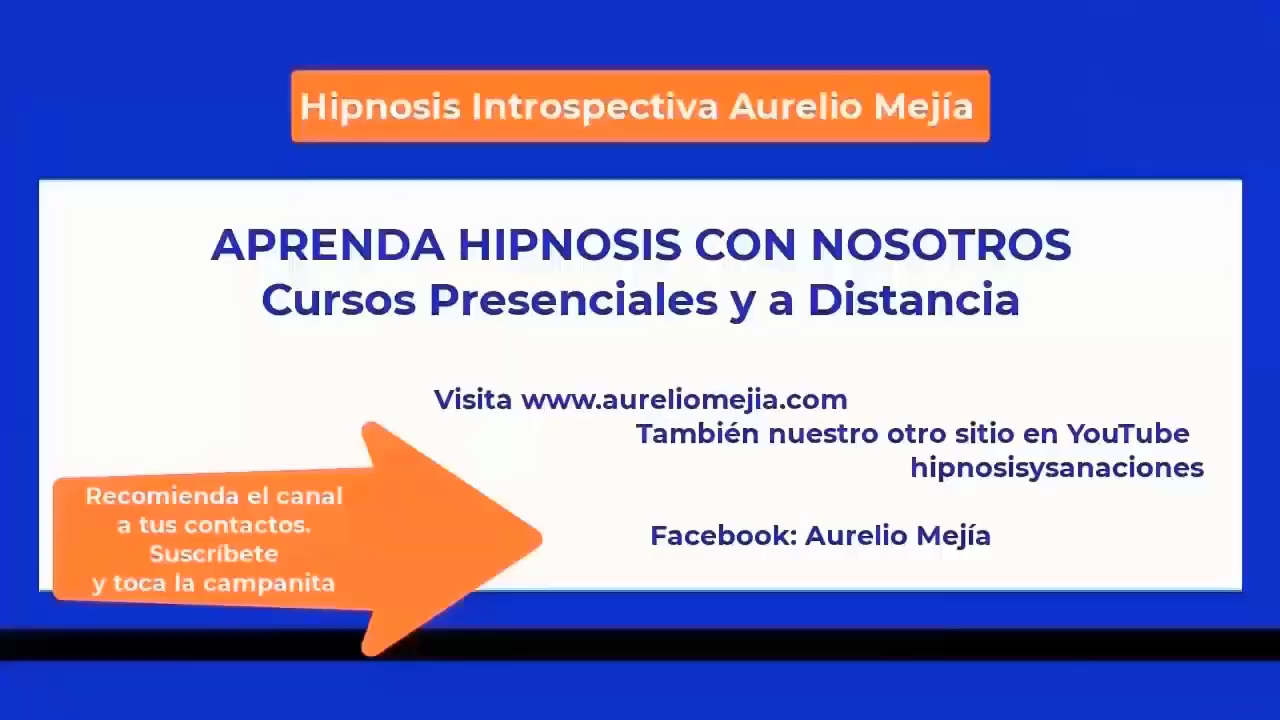 Hipnosis Introspectiva Aurelio Mejía
APRENDA HIPNOSIS CON NOSOTROS
Cursos Presenciales y a Distancia
Visita www.aureliomejia.com
También nuestro otro sitio en YouTube
hipnosisysanaciones
Facebook: Aurelio Mejía
Recomienda el canal
a tus contactos.
Suscríbete
y toca la campanita